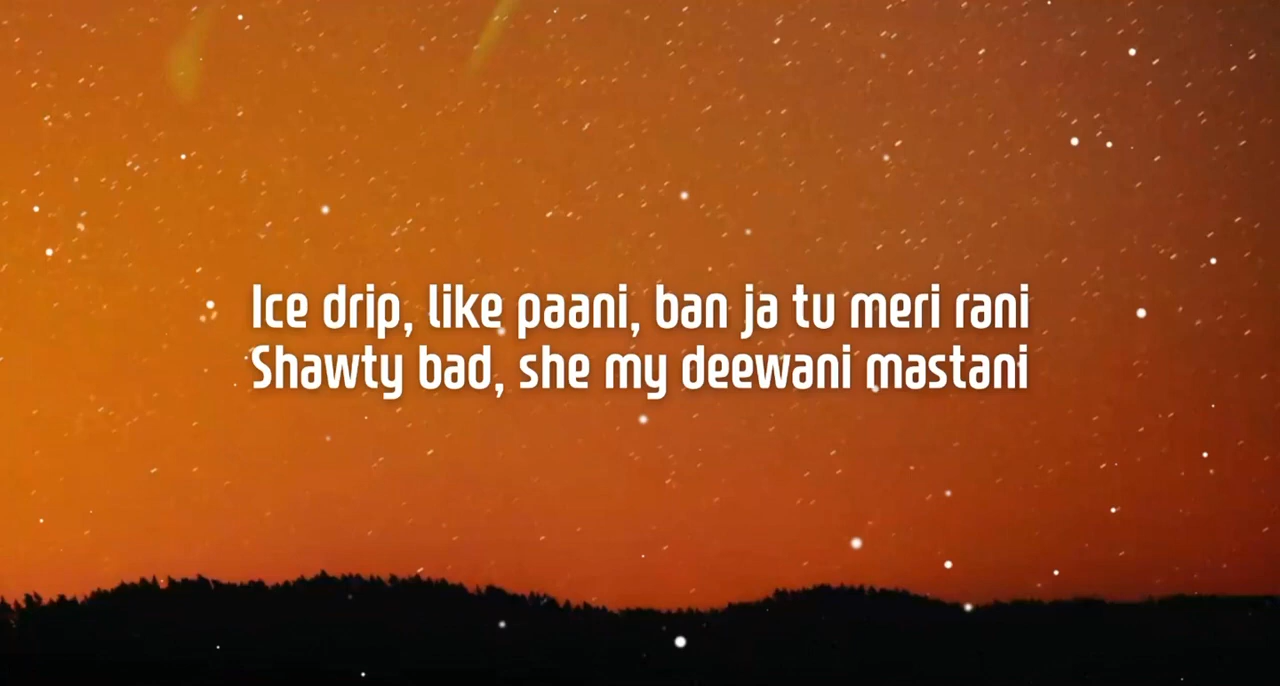 Ice drip, like paani, ban ja tu meri rani
Shawty bad, she my deewani mastani